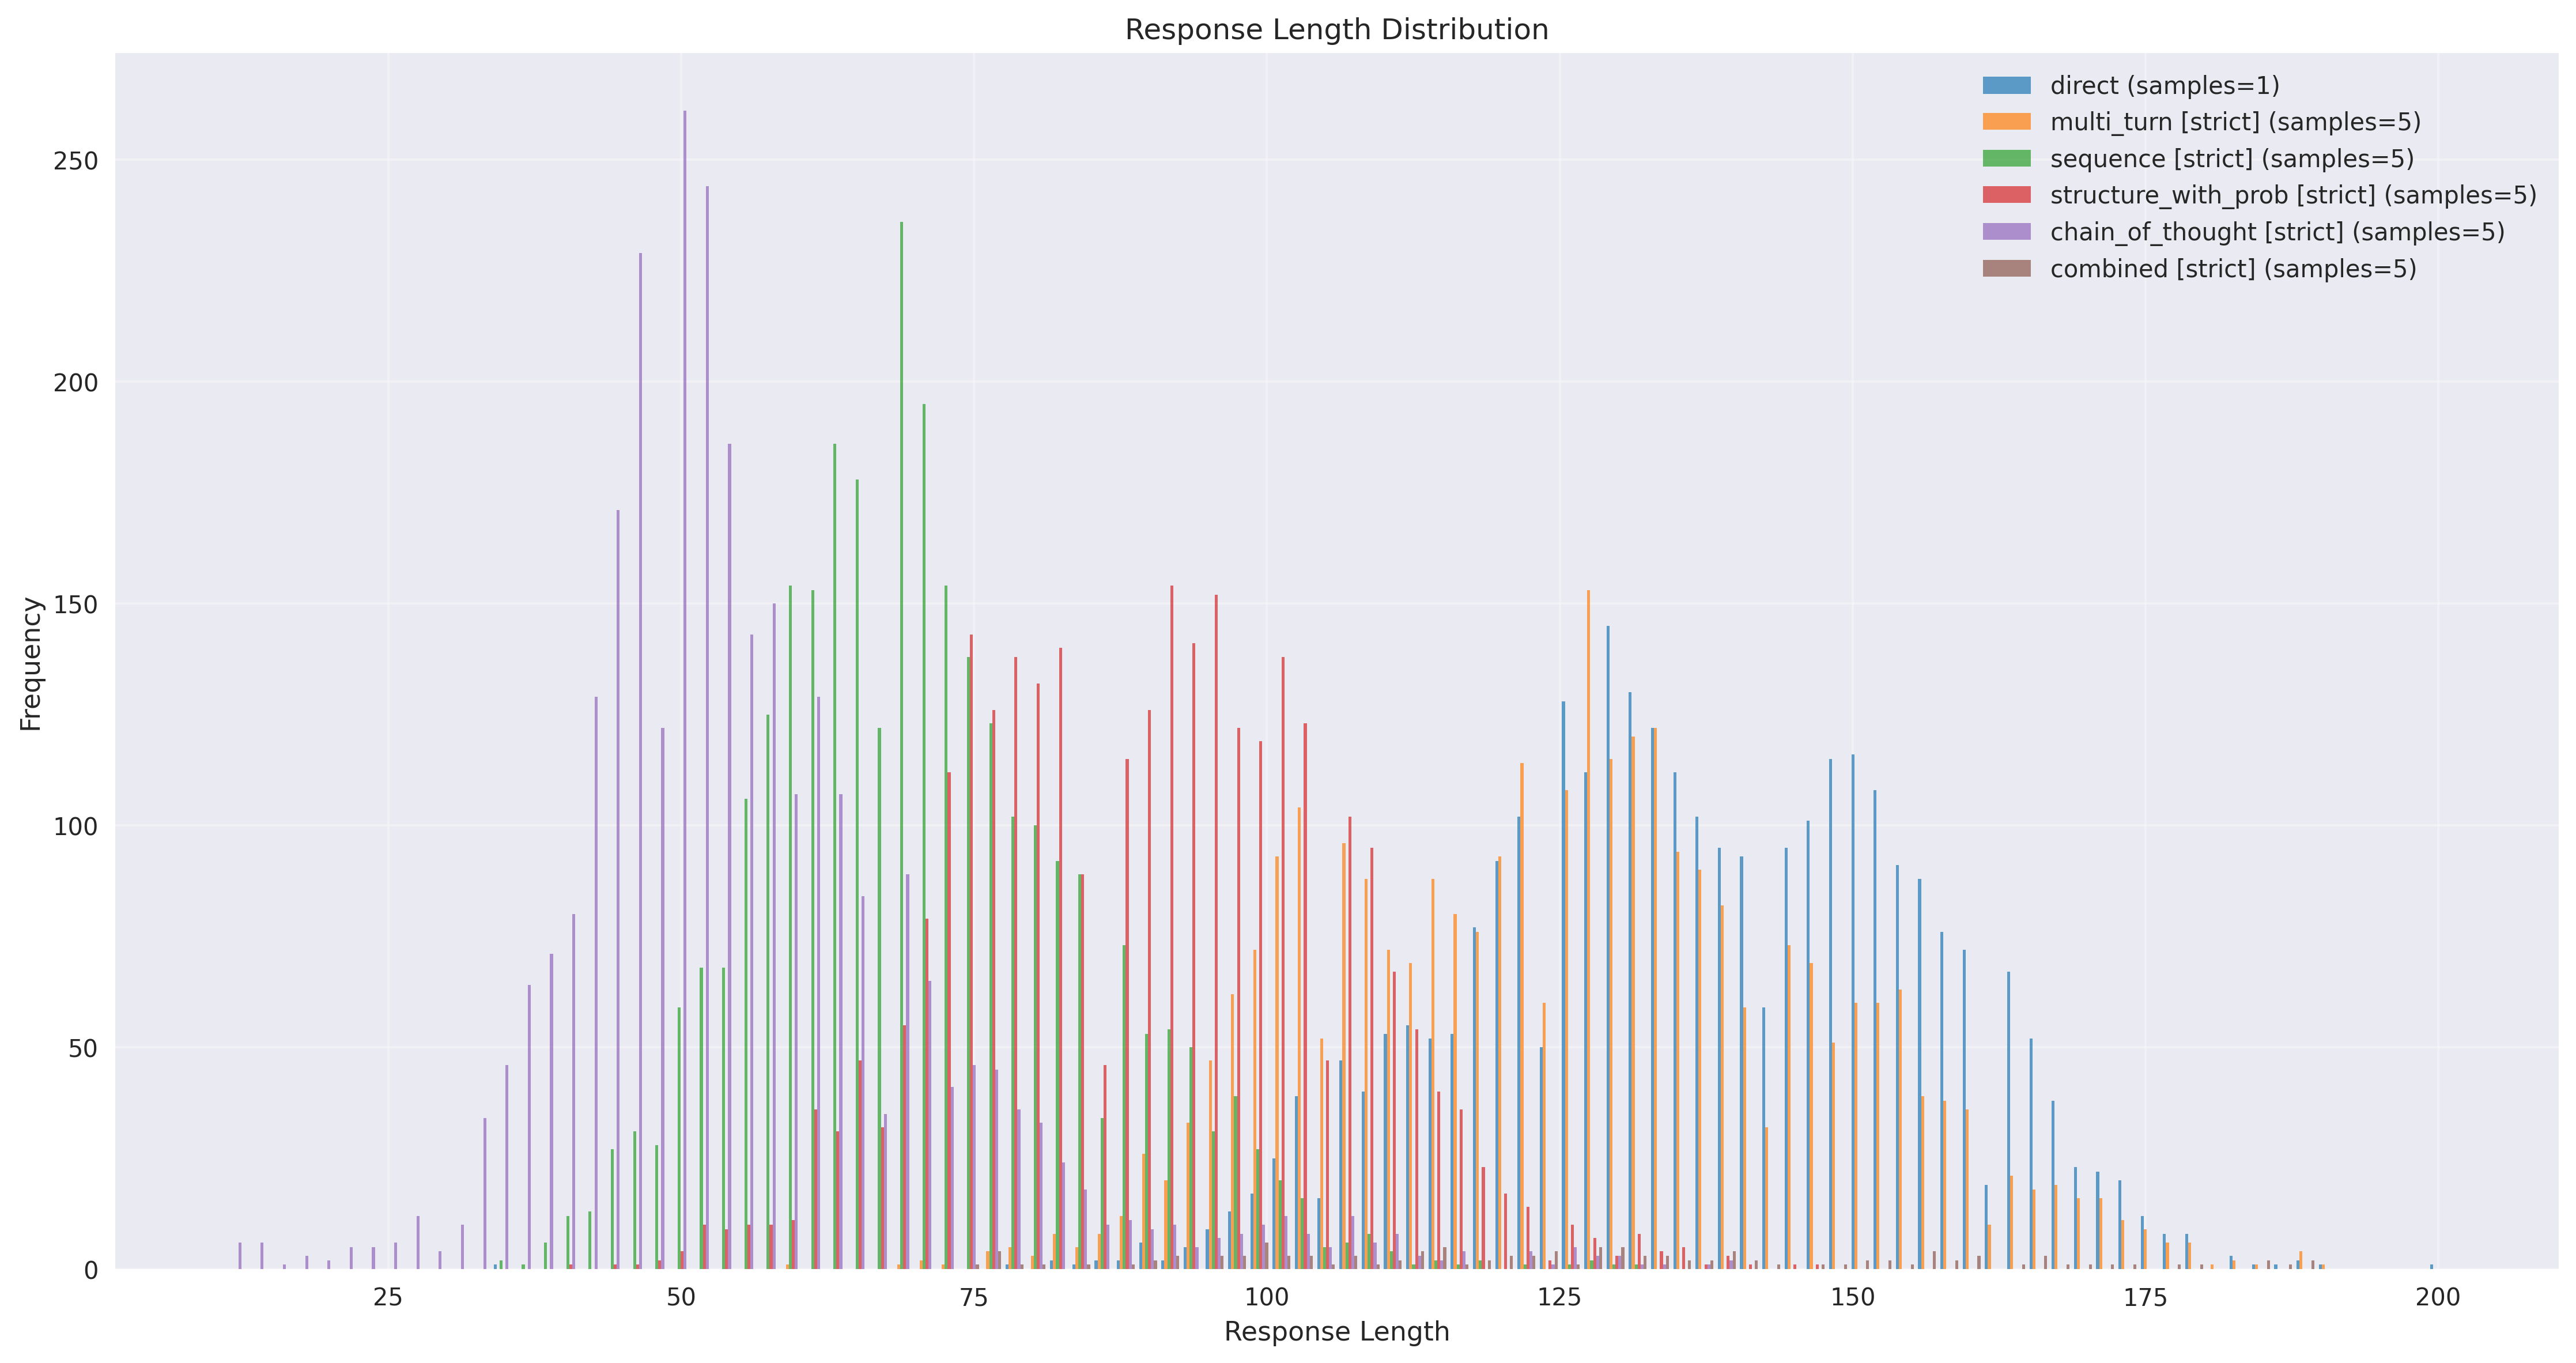 Response Length Distribution
direct (samples=1)
multi_turn [strict] (samples=5)
sequence [strict] (samples=5)
structure_with_prob [strict] (samples=5)
chain_of_thought [strict] (samples=5)
combined [strict] (samples=5)
Frequency
250
200
150
100
50
0
25 50 75 100 125 150 175 200
Response Length